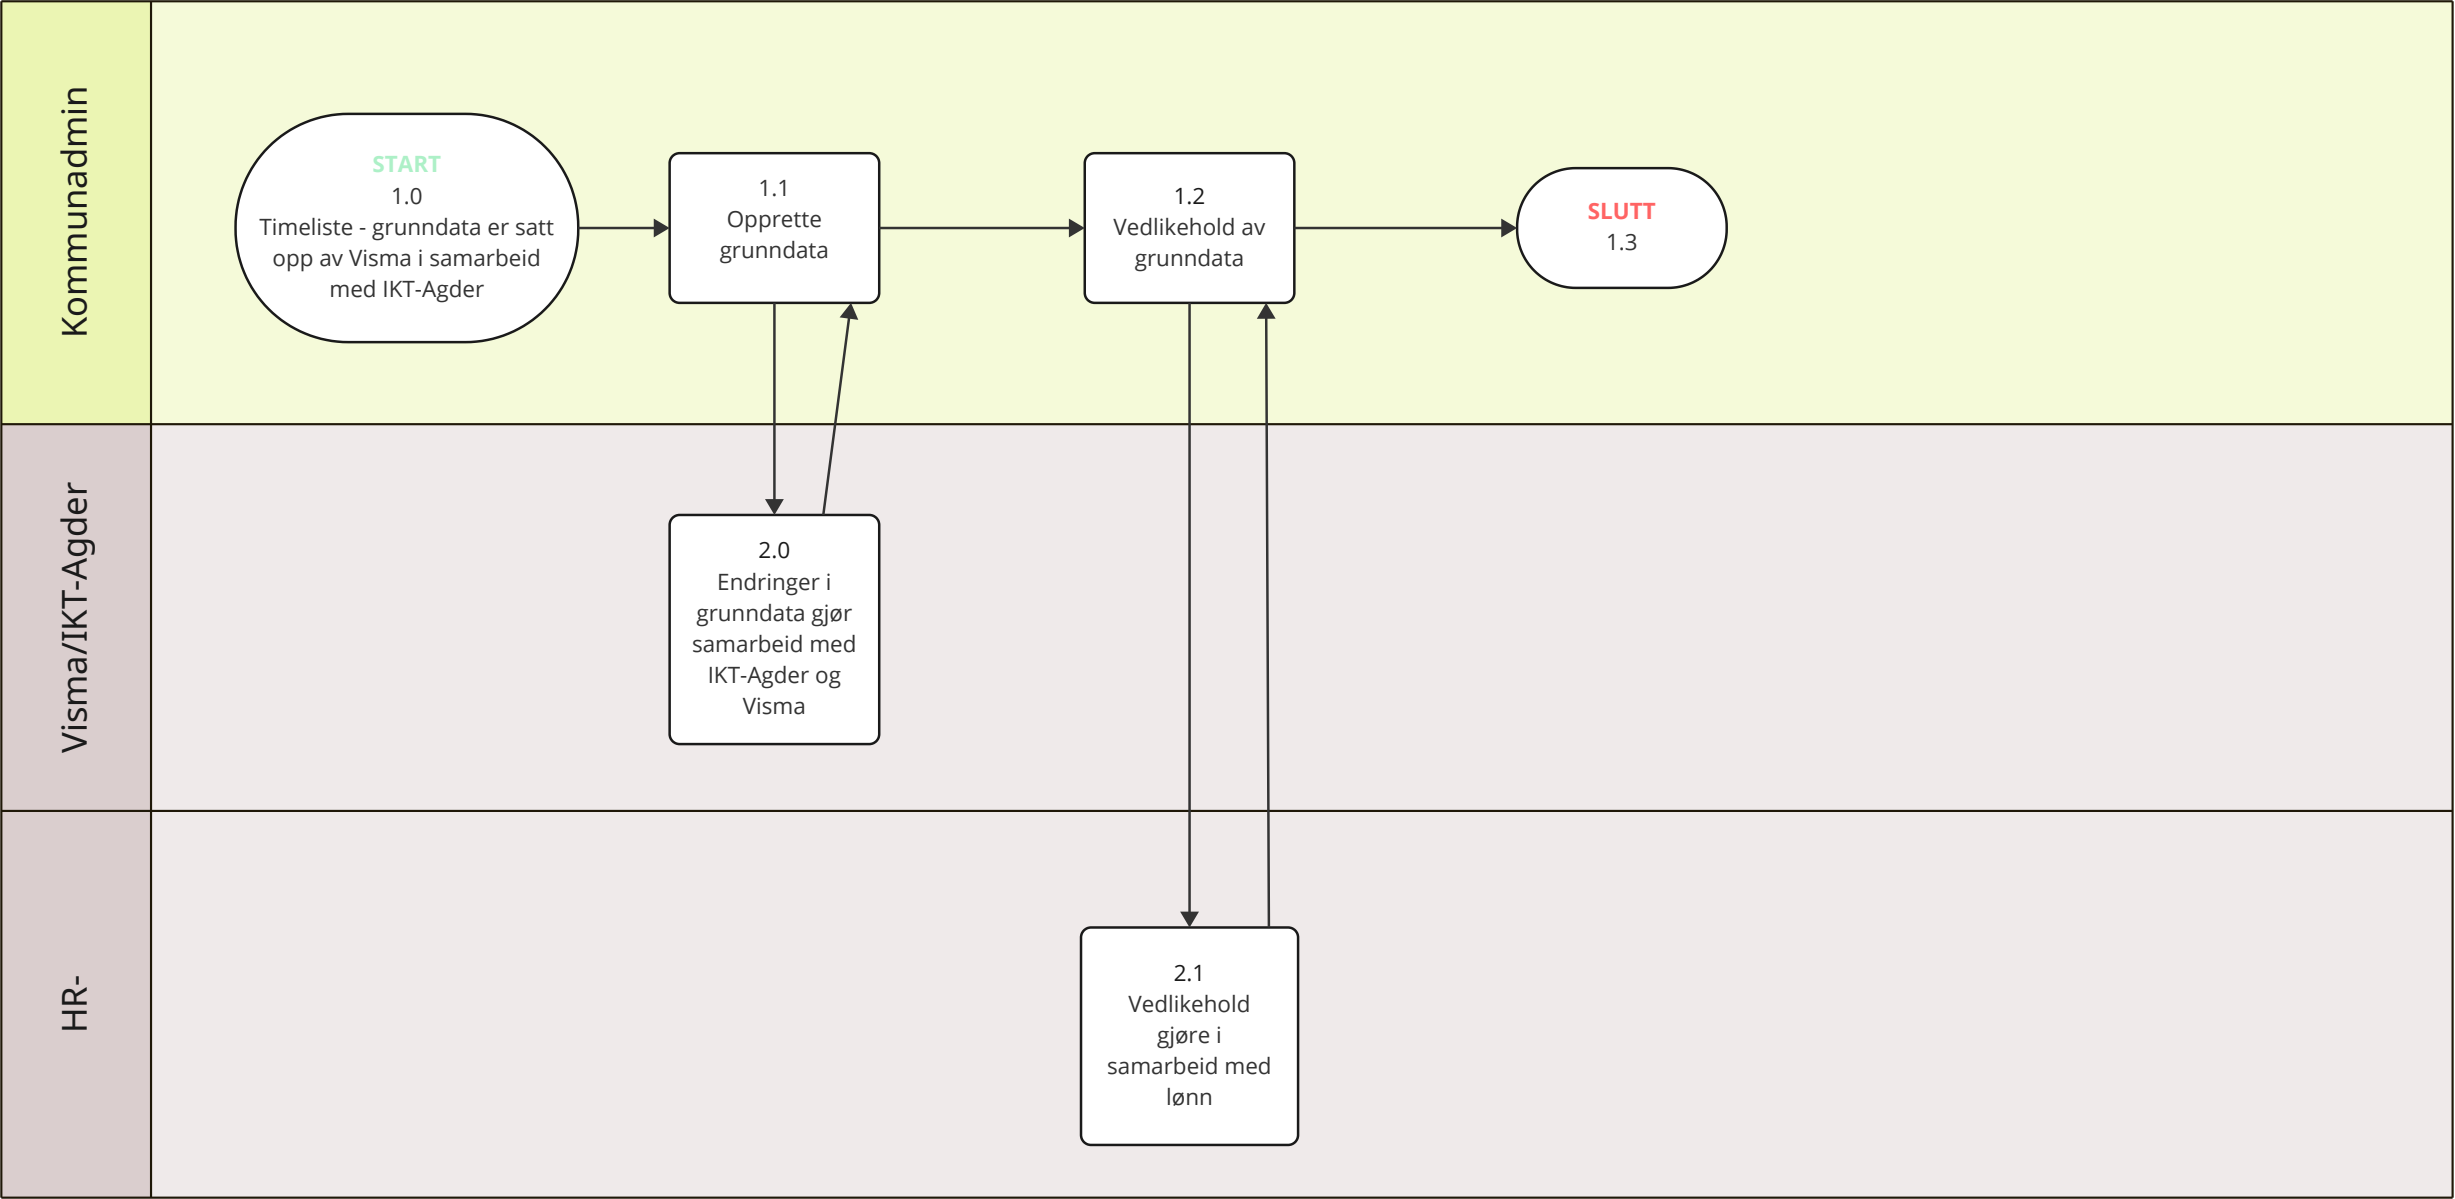 Kommunadmin
START
1.0
Timeliste - grunndata er satt
opp av Visma i samarbeid
med IKT-Agder
1.1
Opprette
grunndata
1.2
Vedlikehold av
grunndata
SLUTT
1.3
Visma/IKT-Agder
2.0
Endringer i
grunndata gjør
samarbeid med
IKT-Agder og
Visma
HR-
2.1
Vedlikehold
gjøre i
samarbeid med
lønn